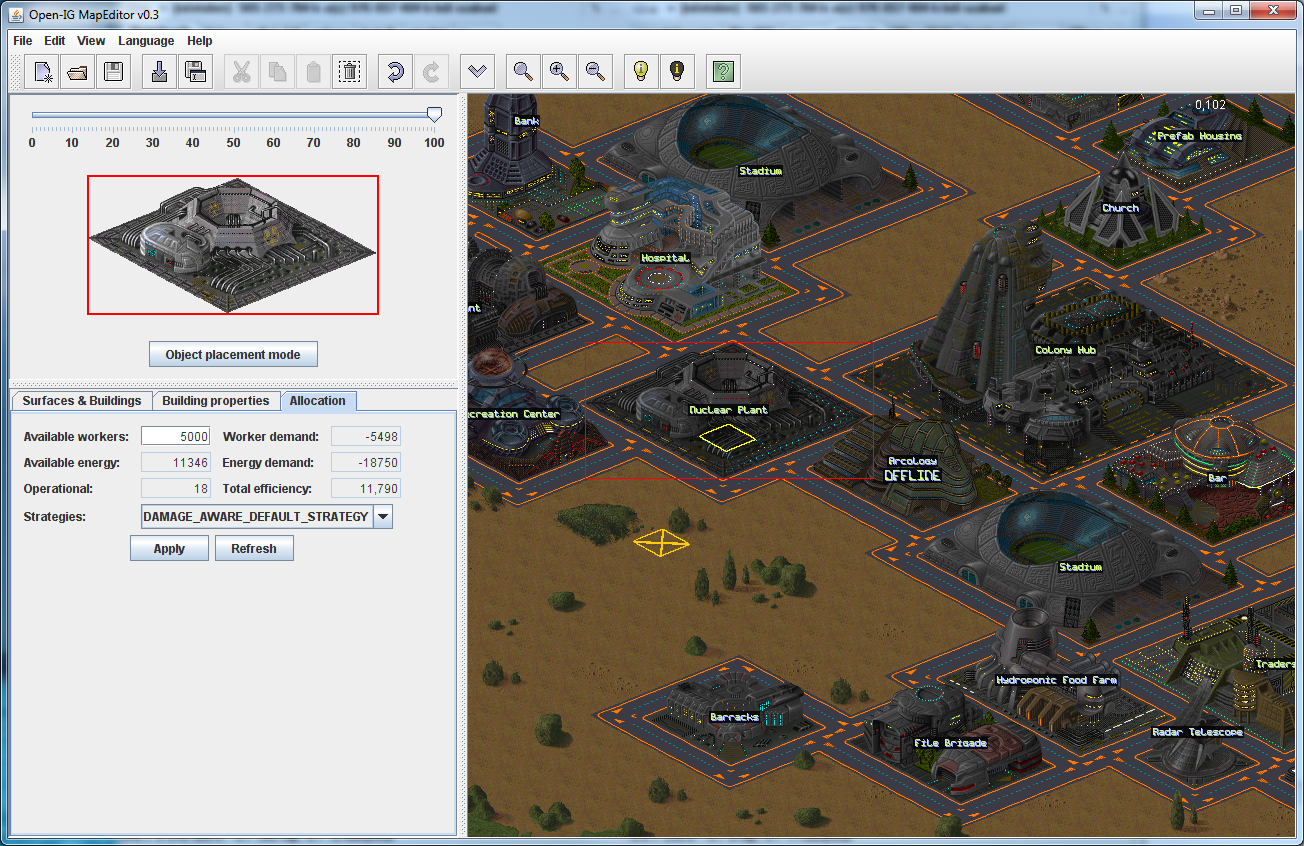 Open-IG MapEditor v0.3
File Edit View Language Help
0 10 20 30 40 50 60 70 80 90 100
Object placement mode
Surfaces & Buildings Building properties Allocation
Available workers: 5000 Worker demand: -5498
Available energy: 11346 Energy demand: -18750
Operational: 18 Total efficiency: 11,790
Strategies: DAMAGE_AWARE_DEFAULT_STRATEGY
Apply Refresh
0,102
Bank
Prefab Housing
Stadium
Church
Hospital
nt
Colony Hub
Nuclear Plant
ecreation Center
Arcology
OFFLINE
Bar
Stadium
Traders
Hydroponic Food Farm
Barracks
Radar Telescope
Fire Brigade